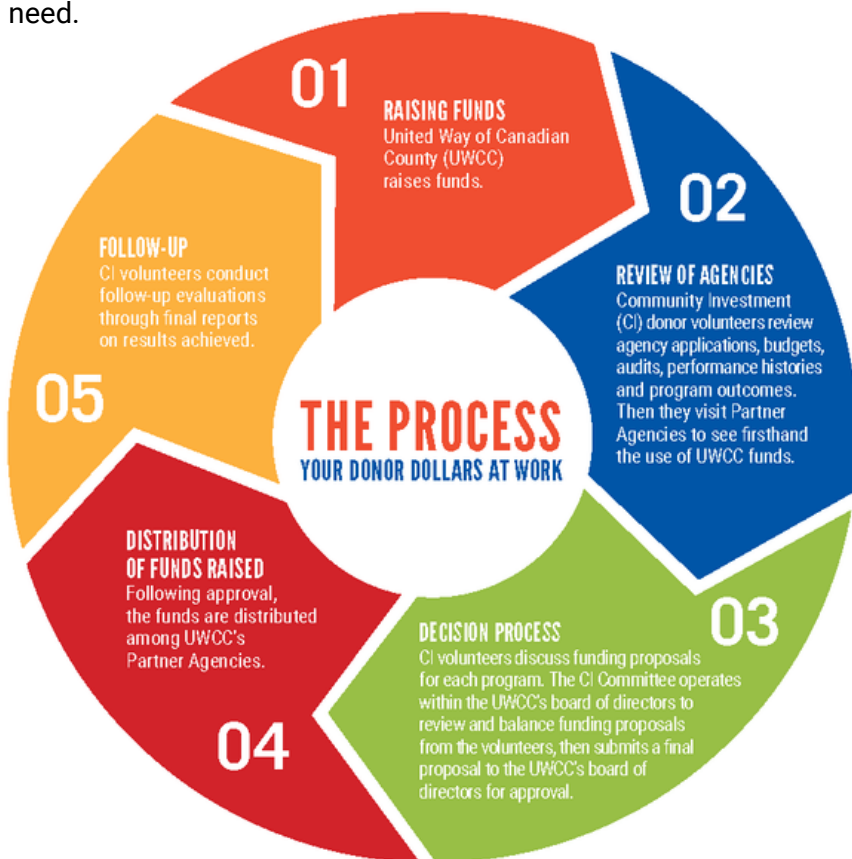 need.
01
RAISING FUNDS
United Way of Canadian
County (UWCC)
raises funds.
02
REVIEW OF AGENCIES
Community Investment
(CI) donor volunteers review
agency applications, budgets,
audits, performance histories
and program outcomes.
Then they visit Partner
Agencies to see firsthand
the use of UWCC funds.
03
DECISION PROCESS
CI volunteers discuss funding proposals
for each program. The CI Committee operates
within the UWCC's board of directors to
review and balance funding proposals
from the volunteers, then submits a final
proposal to the UWCC's board of
directors for approval.
04
DISTRIBUTION
OF FUNDS RAISED
Following approval,
the funds are distributed
among UWCC's
Partner Agencies.
05
FOLLOW-UP
CI volunteers conduct
follow-up evaluations
through final reports
on results achieved.
THE PROCESS
YOUR DONOR DOLLARS AT WORK